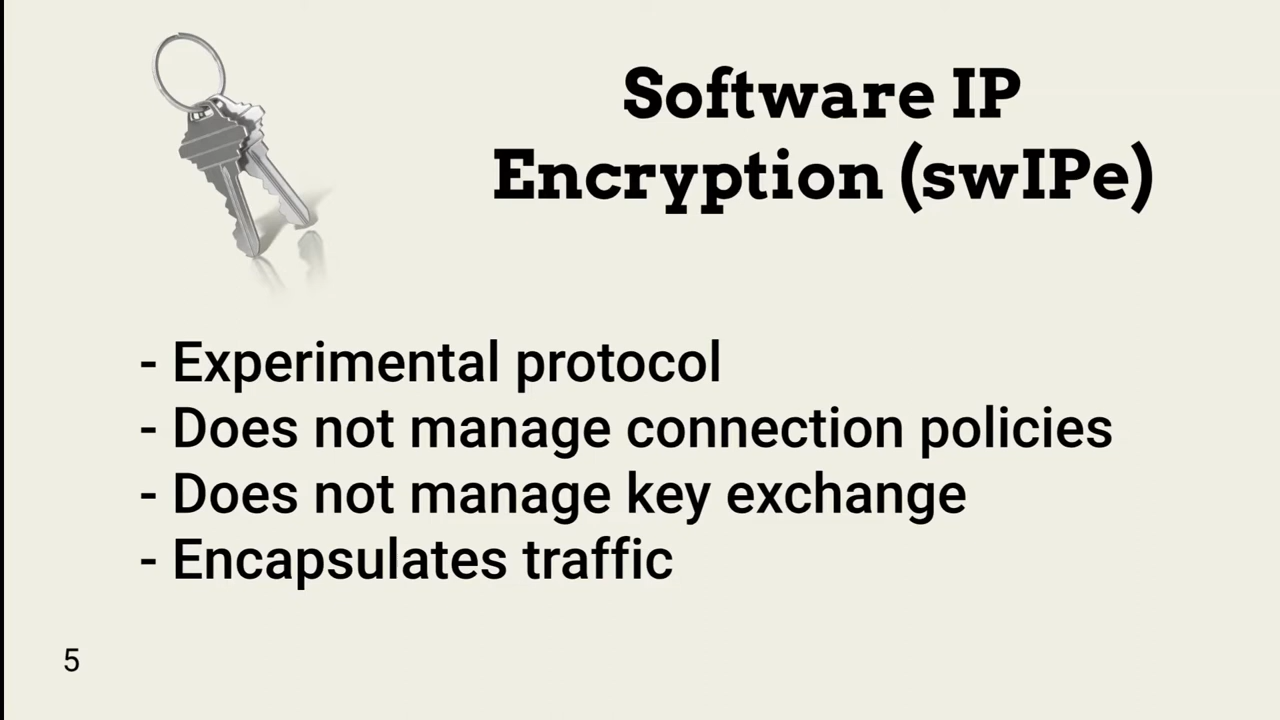 Software IP
Encryption (swIPe)
- Experimental protocol
- Does not manage connection policies
- Does not manage key exchange
- Encapsulates traffic
5